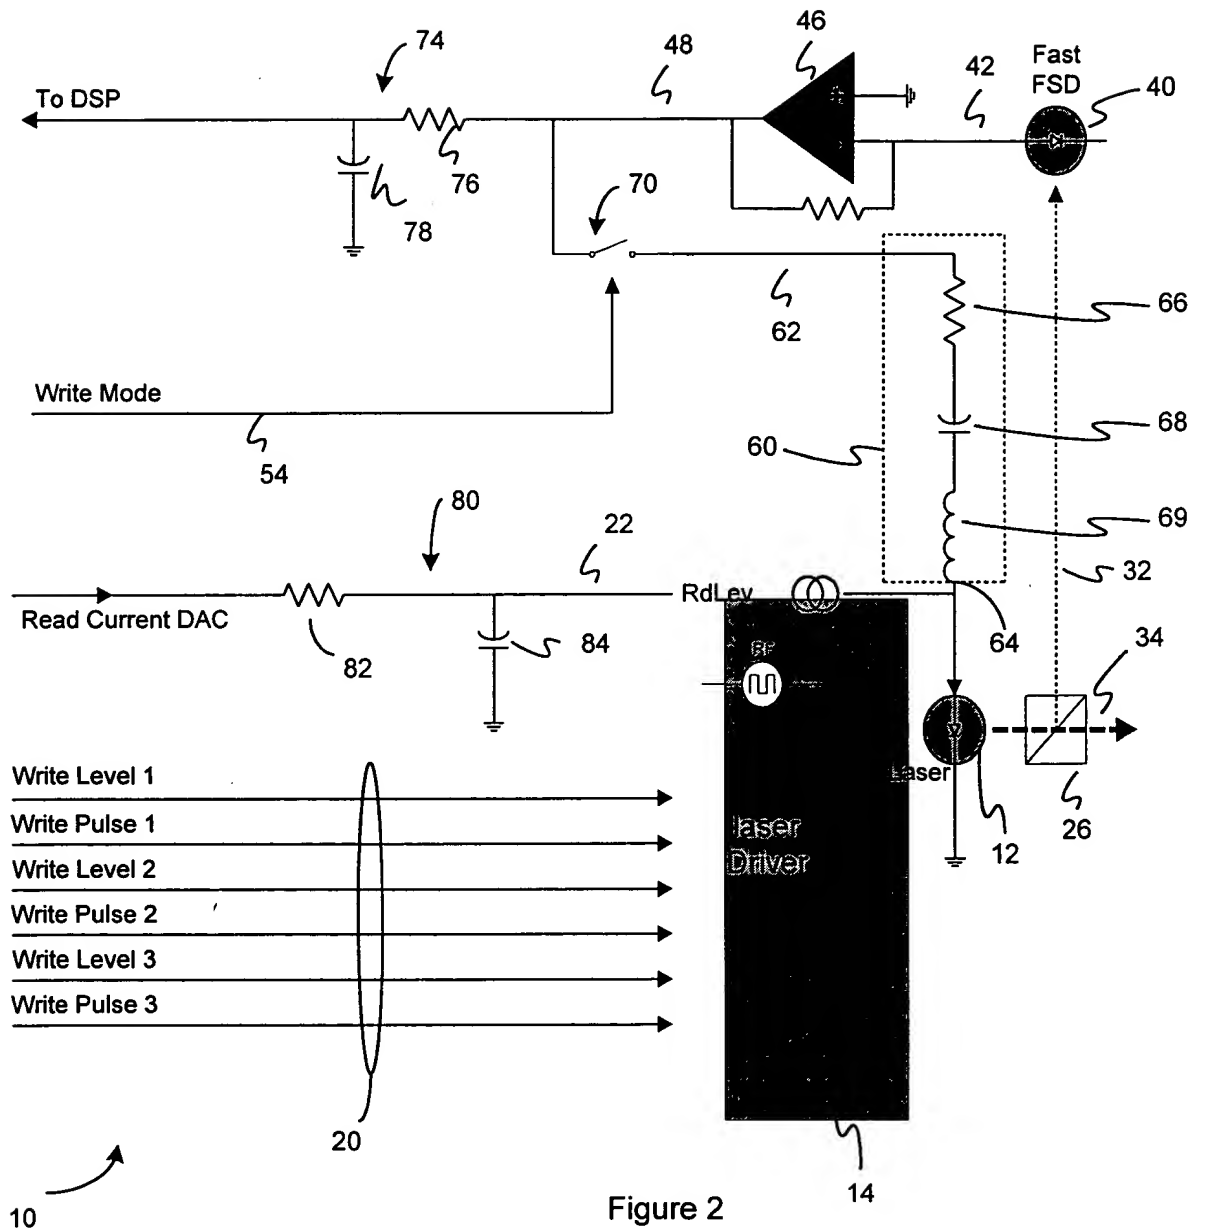 74
46
48
42
Fast
FSD
40
To DSP
76
78
70
62
66
Write Mode
54
60
68
80
22
69
32
Read Current DAC
RdLev
82
84
64
34
RF
Laser
12
26
Write Level 1
Write Pulse 1
Write Level 2
Write Pulse 2
Write Level 3
Write Pulse 3
laser
Driver
20
14
10
Figure 2